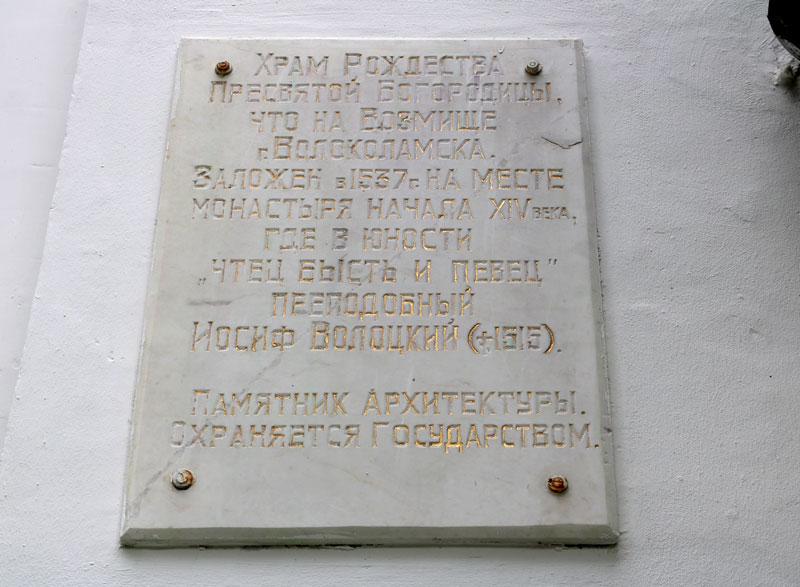 Храм Рождества
Пресвятой Богородицы,
что на Возмище
г. Волоколамска.
Заложен в 1537 г. на месте
монастыря начала XIV века,
где в юности
„чтец бысть и певец"
преподобный
Иосиф Волоцкий (+1515).
Памятник Архитектуры.
Охраняется Государством.